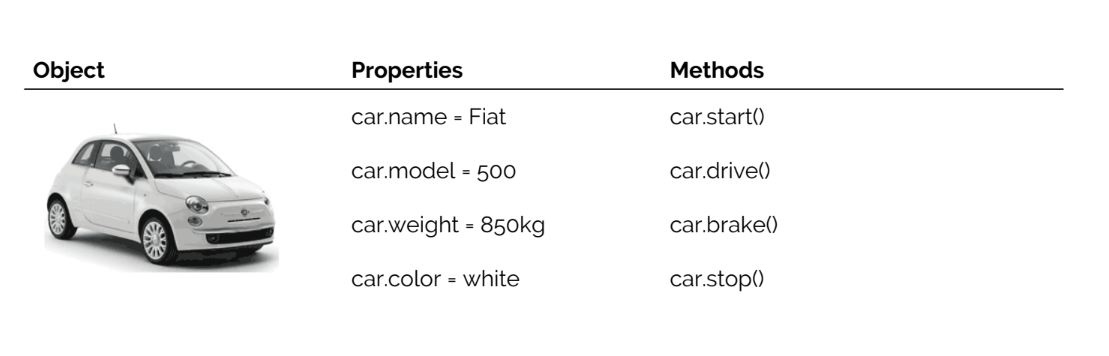 Object Properties Methods
car.name = Fiat car.start()
car.model = 500 car.drive()
car.weight = 850kg car.brake()
car.color = white car.stop()